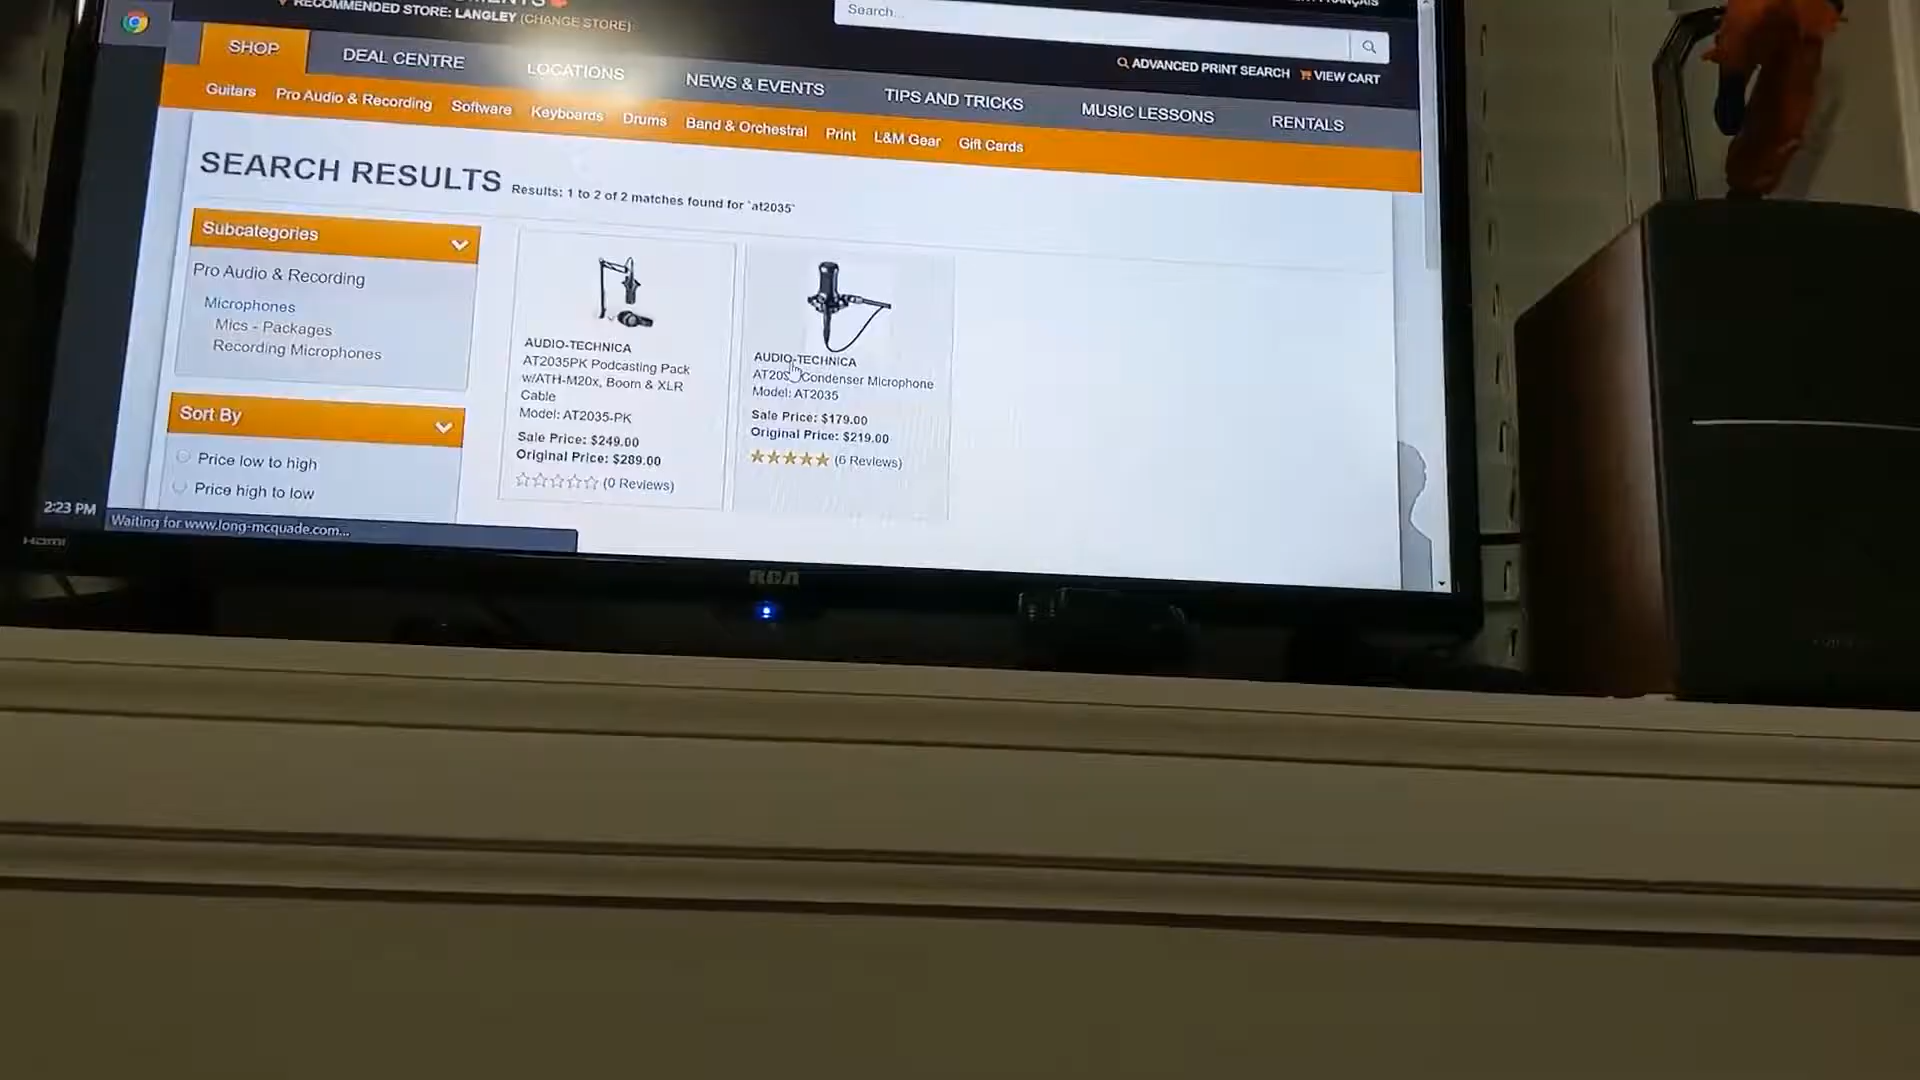 RECOMMENDED STORE: LANGLEY (CHANGE STORE)
Search...
ADVANCED PRINT SEARCH VIEW CART
SHOP DEAL CENTRE LOCATIONS NEWS & EVENTS TIPS AND TRICKS MUSIC LESSONS RENTALS
Guitars Pro Audio & Recording Software Keyboards Drums Band & Orchestral Print L&M Gear Gift Cards
SEARCH RESULTS Results: 1 to 2 of 2 matches found for `at2035`
Subcategories
Pro Audio & Recording
Microphones
Mics - Packages
Recording Microphones
Sort By
Price low to high
Price high to low
AUDIO-TECHNICA
AT2035PK Podcasting Pack
w/ATH-M20x, Boom & XLR
Cable
Model: AT2035-PK
Sale Price: $249.00
Original Price: $289.00
(0 Reviews)
AUDIO-TECHNICA
Condenser Microphone
Model: AT2035
Sale Price: $179.00
Original Price: $219.00
(6 Reviews)
2:23 PM
Waiting for www.long-mcquade.com...
HDMI
RCA